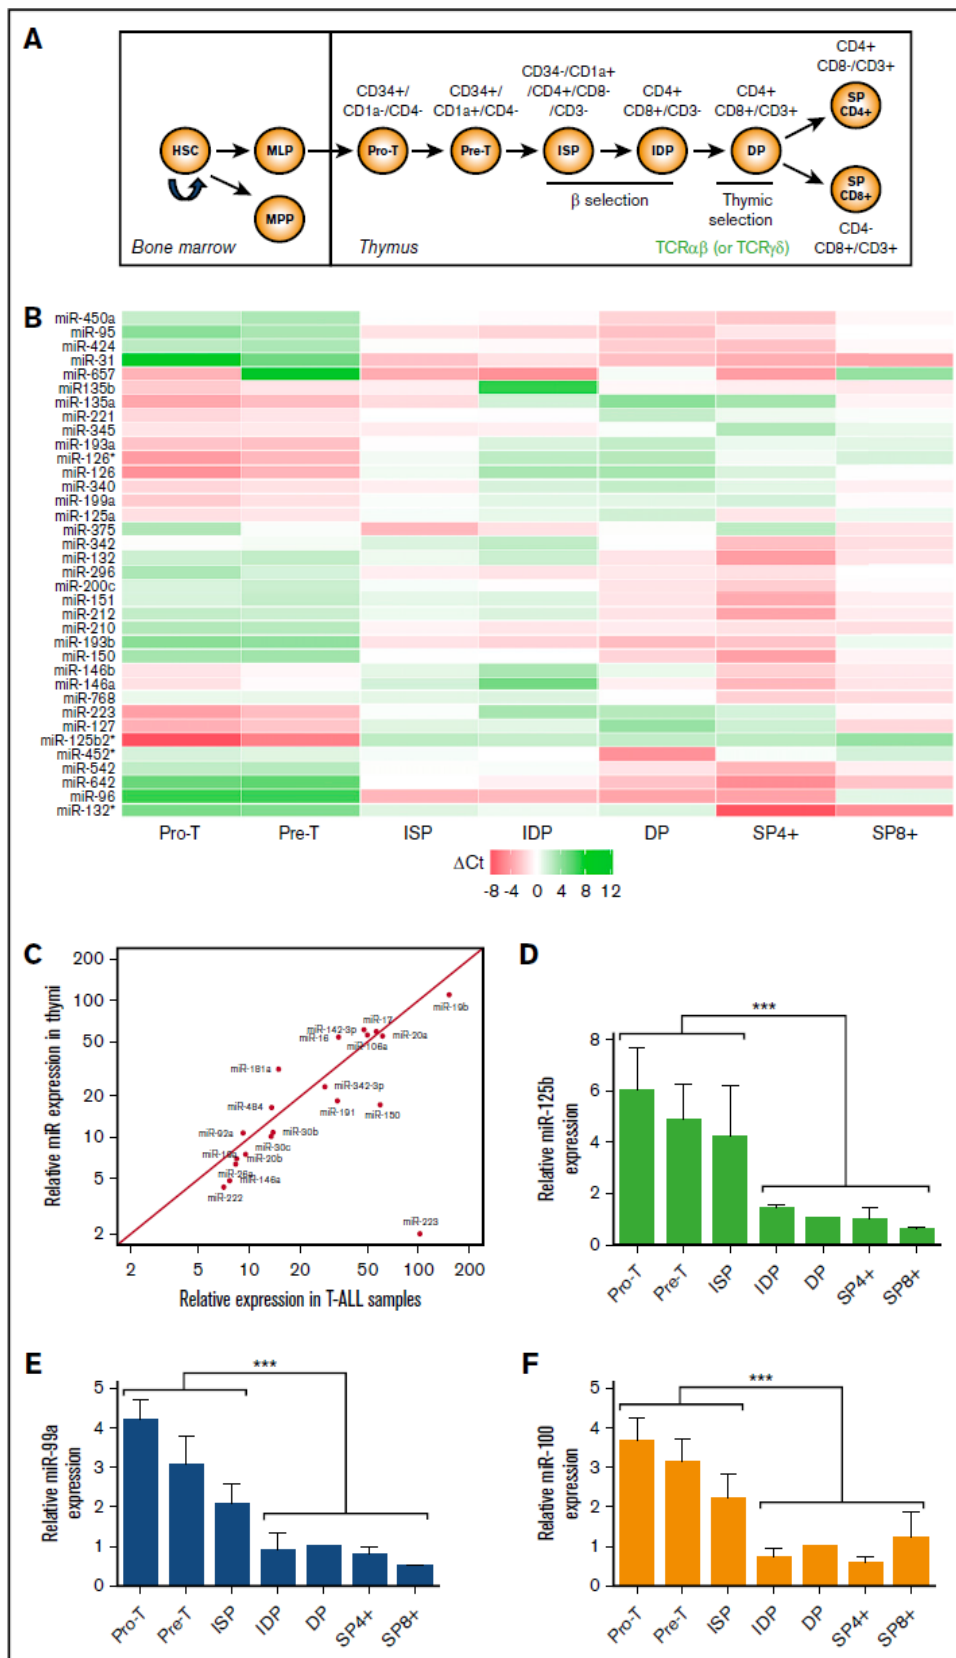 A
CD4+
CD8-/CD3+
CD34-/CD1a+
/CD4+/CD8-
/CD3-
CD34+/
CD1a-/CD4-
CD34+/
CD1a+/CD4-
CD4+
CD8+/CD3-
CD4+
CD8+/CD3+
SP
CD4+
HSC
MLP
Pro-T
Pre-T
ISP
IDP
DP
SP
CD8+
MPP
β selection
Thymic
selection
CD4-
CD8+/CD3+
Bone marrow
Thymus
TCRαβ (or TCRγδ)
B
miR-450a
miR-95
miR-424
miR-31
miR-657
miR135b
miR-135a
miR-221
miR-345
miR-193a
miR-126*
miR-126
miR-340
miR-199a
miR-125a
miR-375
miR-342
miR-132
miR-296
miR-200c
miR-151
miR-212
miR-210
miR-193b
miR-150
miR-146b
miR-146a
miR-768
miR-223
miR-127
miR-125b2*
miR-452*
miR-542
miR-642
miR-96
miR-132*
Pro-T Pre-T ISP IDP DP SP4+ SP8+
ΔCt
-8 -4 0 4 8 12
C
Relative miR expression in thymi
200
100
50
20
10
5
2
miR-19b
miR-17
miR-142-3p
miR-16
miR-20a
miR-106a
miR-181a
miR-342-3p
miR-484
miR-191
miR-150
miR-92a
miR-30b
miR-30c
miR-20b
miR-146a
miR-222
miR-223
2 5 10 20 50 100 200
Relative expression in T-ALL samples
D
Relative miR-125b
expression
***
8
6
4
2
0
Pro-T Pre-T ISP IDP DP SP4+ SP8+
E
Relative miR-99a
expression
***
5
4
3
2
1
0
Pro-T Pre-T ISP IDP DP SP4+ SP8+
F
Relative miR-100
expression
***
5
4
3
2
1
0
Pro-T Pre-T ISP IDP DP SP4+ SP8+